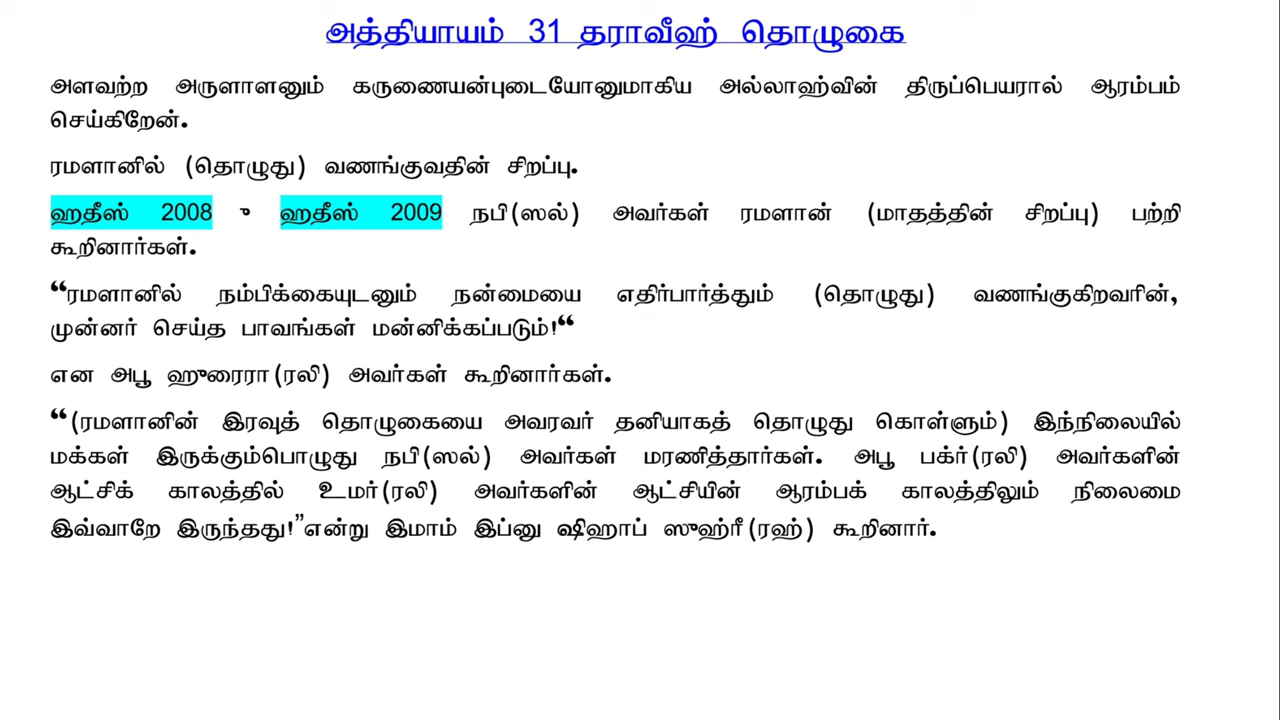 அத்தியாயம் 31 தராவீஹ் தொழுகை
அளவற்ற அருளாளனும் கருணையன்புடையோனுமாகிய அல்லாஹ்வின் திருப்பெயரால் ஆரம்பம்
செய்கிறேன்.
ரமளானில் (தொழுது) வணங்குவதின் சிறப்பு.
ஹதீஸ் 2008 ு ஹதீஸ் 2009 நபி(ஸல்) அவர்கள் ரமளான் (மாதத்தின் சிறப்பு) பற்றி
கூறினார்கள்.
“ரமளானில் நம்பிக்கையுடனும் நன்மையை எதிர்பார்த்தும் (தொழுது) வணங்குகிறவரின்,
முன்னர் செய்த பாவங்கள் மன்னிக்கப்படும்!“
என அபூ ஹுரைரா(ரலி) அவர்கள் கூறினார்கள்.
“(ரமளானின் இரவுத் தொழுகையை அவரவர் தனியாகத் தொழுது கொள்ளும்) இந்நிலையில்
மக்கள் இருக்கும்பொழுது நபி(ஸல்) அவர்கள் மரணித்தார்கள். அபூ பக்ர்(ரலி) அவர்களின்
ஆட்சிக் காலத்தில் உமர்(ரலி) அவர்களின் ஆட்சியின் ஆரம்பக் காலத்திலும் நிலைமை
இவ்வாறே இருந்தது!”என்று இமாம் இப்னு ஷிஹாப் ஸுஹ்ரீ(ரஹ்) கூறினார்.